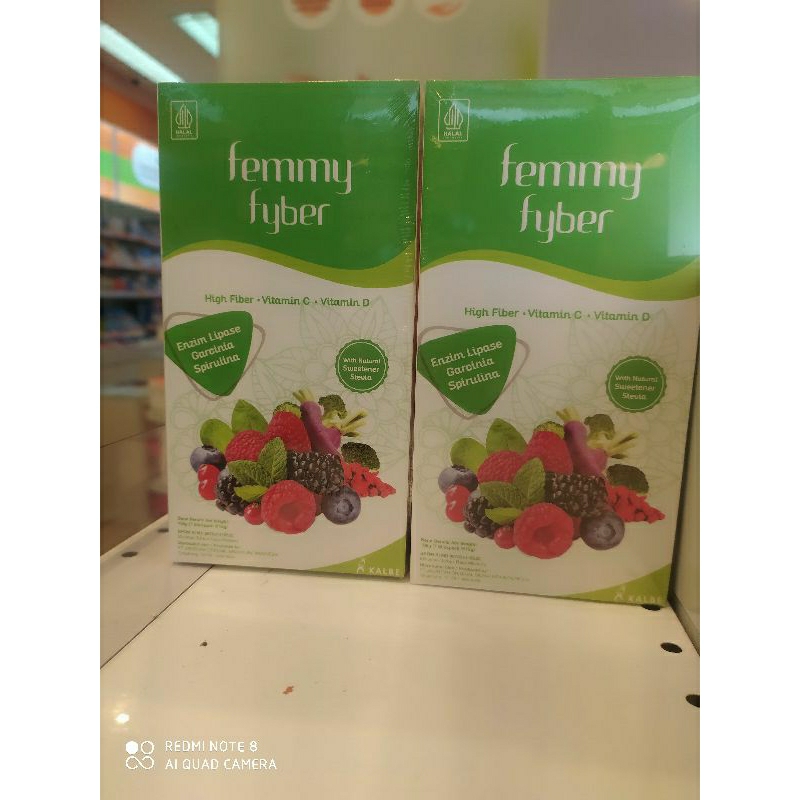 HALAL
femmy
fyber
High Fiber • Vitamin C • Vitamin D
Enzim Lipase
Garcinia
Spirulina
With Natural
Sweetener
Stevia
KALBE
HALAL
femmy
fyber
High Fiber • Vitamin C • Vitamin D
Enzim Lipase
Garcinia
Spirulina
With Natural
Sweetener
Stevia
KALBE
REDMI NOTE 8
AI QUAD CAMERA